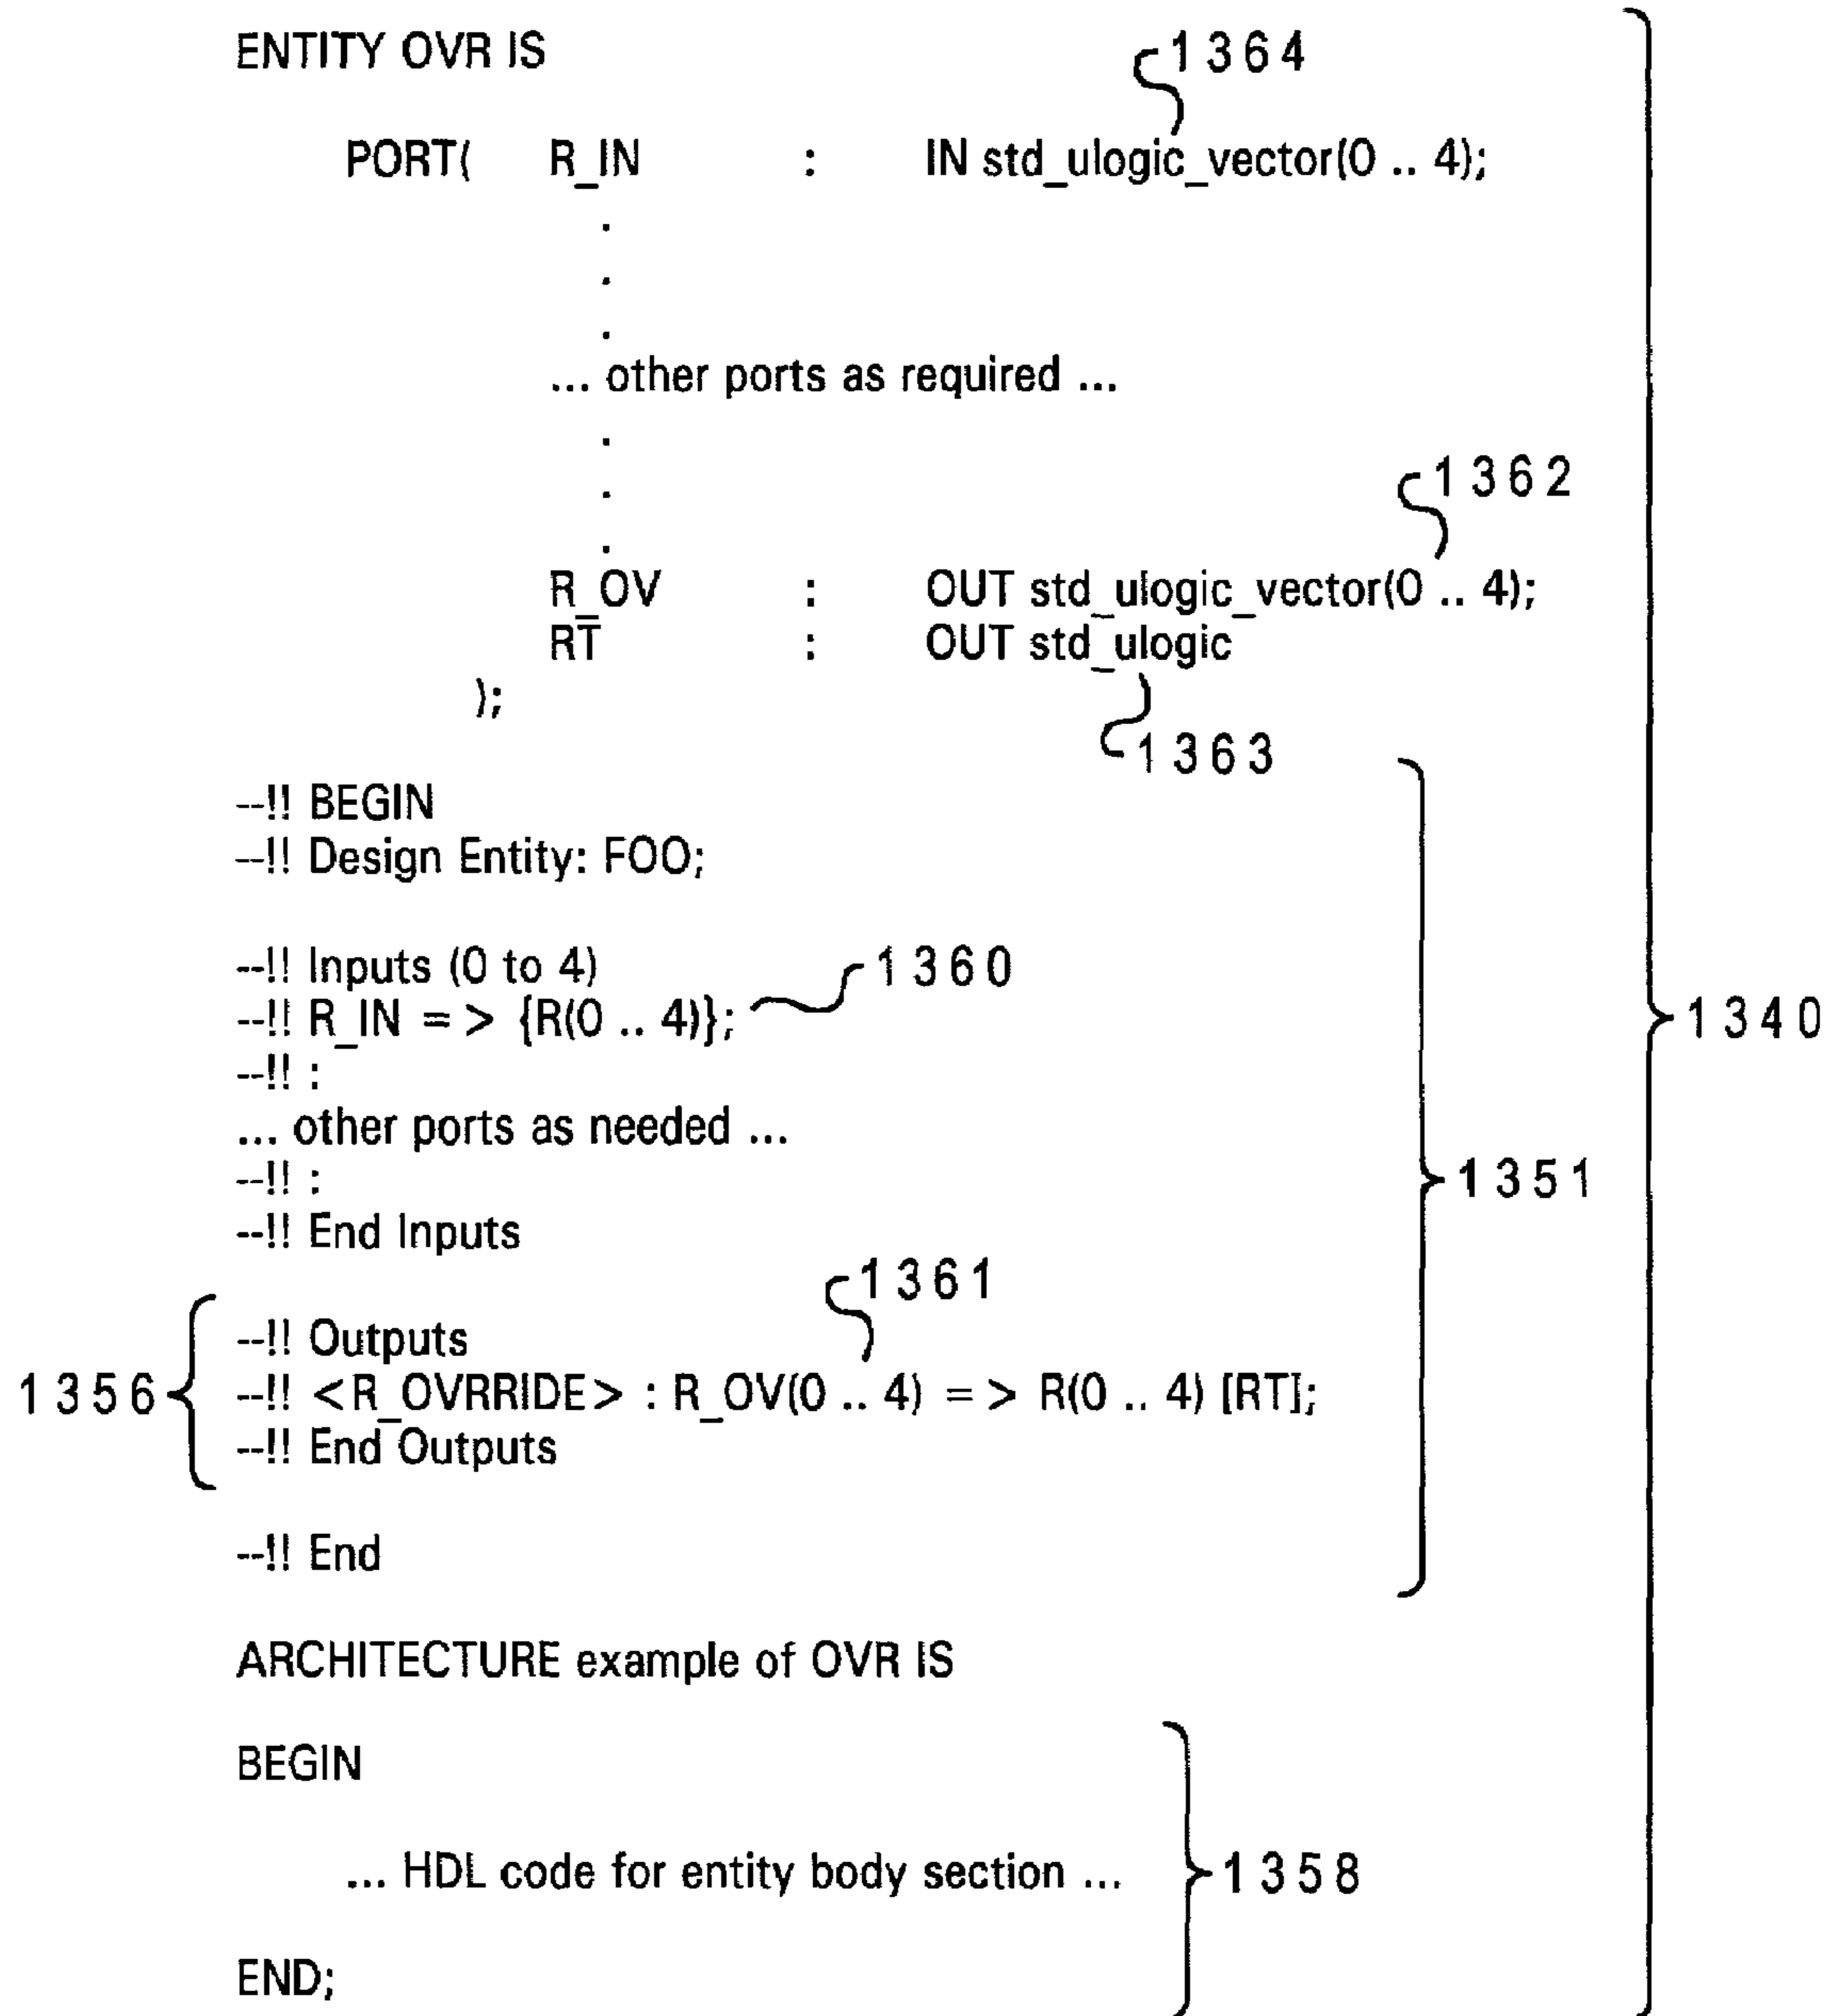 ENTITY OVR IS
1364
PORT( R_IN : IN std_ulogic_vector(0 .. 4);
.
.
.
... other ports as required ...
.
.
.
1362
R_OV : OUT std_ulogic_vector(0 .. 4);
RT : OUT std_ulogic
);
1363
--!! BEGIN
--!! Design Entity: FOO;
--!! Inputs (0 to 4)
1360
--!! R_IN => {R(0 .. 4)};
1340
--!! :
... other ports as needed ...
--!! :
1351
--!! End Inputs
1361
--!! Outputs
1356
--!! <R_OVRRIDE> : R_OV(0 .. 4) => R(0 .. 4) [RT];
--!! End Outputs
--!! End
ARCHITECTURE example of OVR IS
BEGIN
... HDL code for entity body section ...
1358
END;